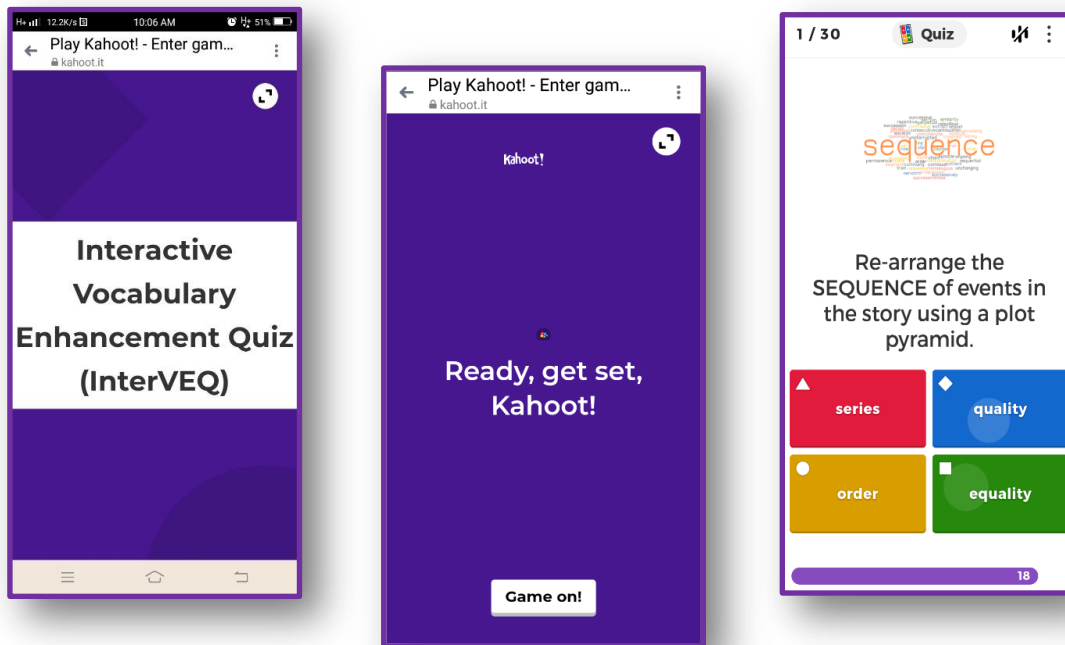 H+ 12.2K/s 10:06 AM 51%
Play Kahoot! - Enter gam...
kahoot.it
Interactive
Vocabulary
Enhancement Quiz
(InterVEQ)
Play Kahoot! - Enter gam...
kahoot.it
Kahoot!
Ready, get set,
Kahoot!
Game on!
1 / 30 Quiz
sequence
Re-arrange the
SEQUENCE of events in
the story using a plot
pyramid.
series
quality
order
equality
18